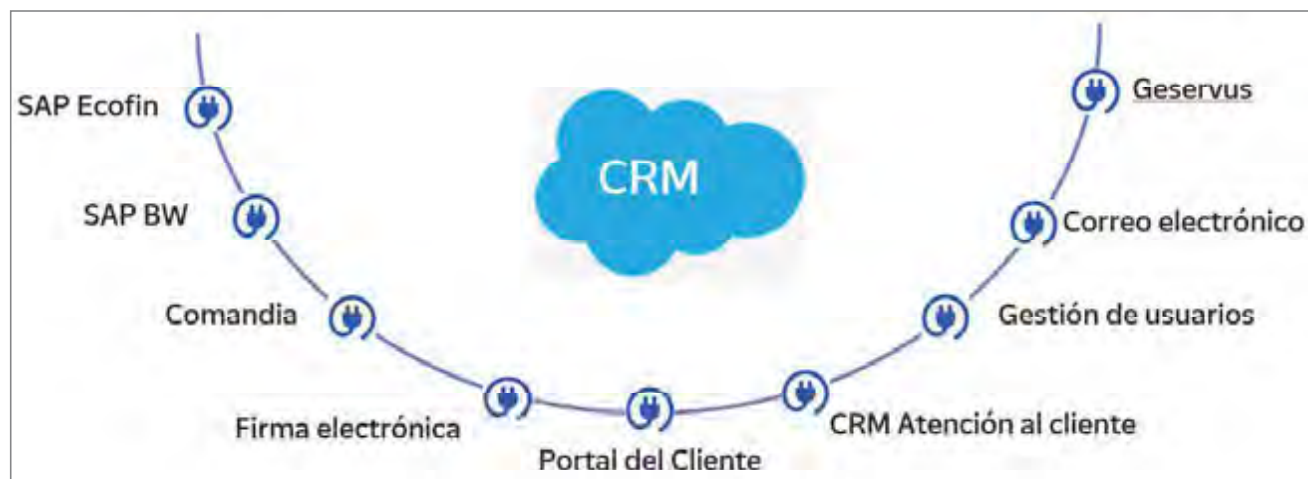 SAP Ecofin
SAP BW
Comandia
Firma electrónica
Portal del Cliente
CRM Atención al cliente
Gestión de usuarios
Correo electrónico
Geservus
CRM